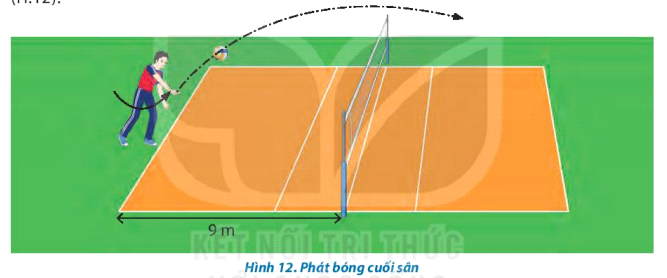 (H.12).
9 m
KẾT NỐI TRI THỨC
Hình 12. Phát bóng cuối sân